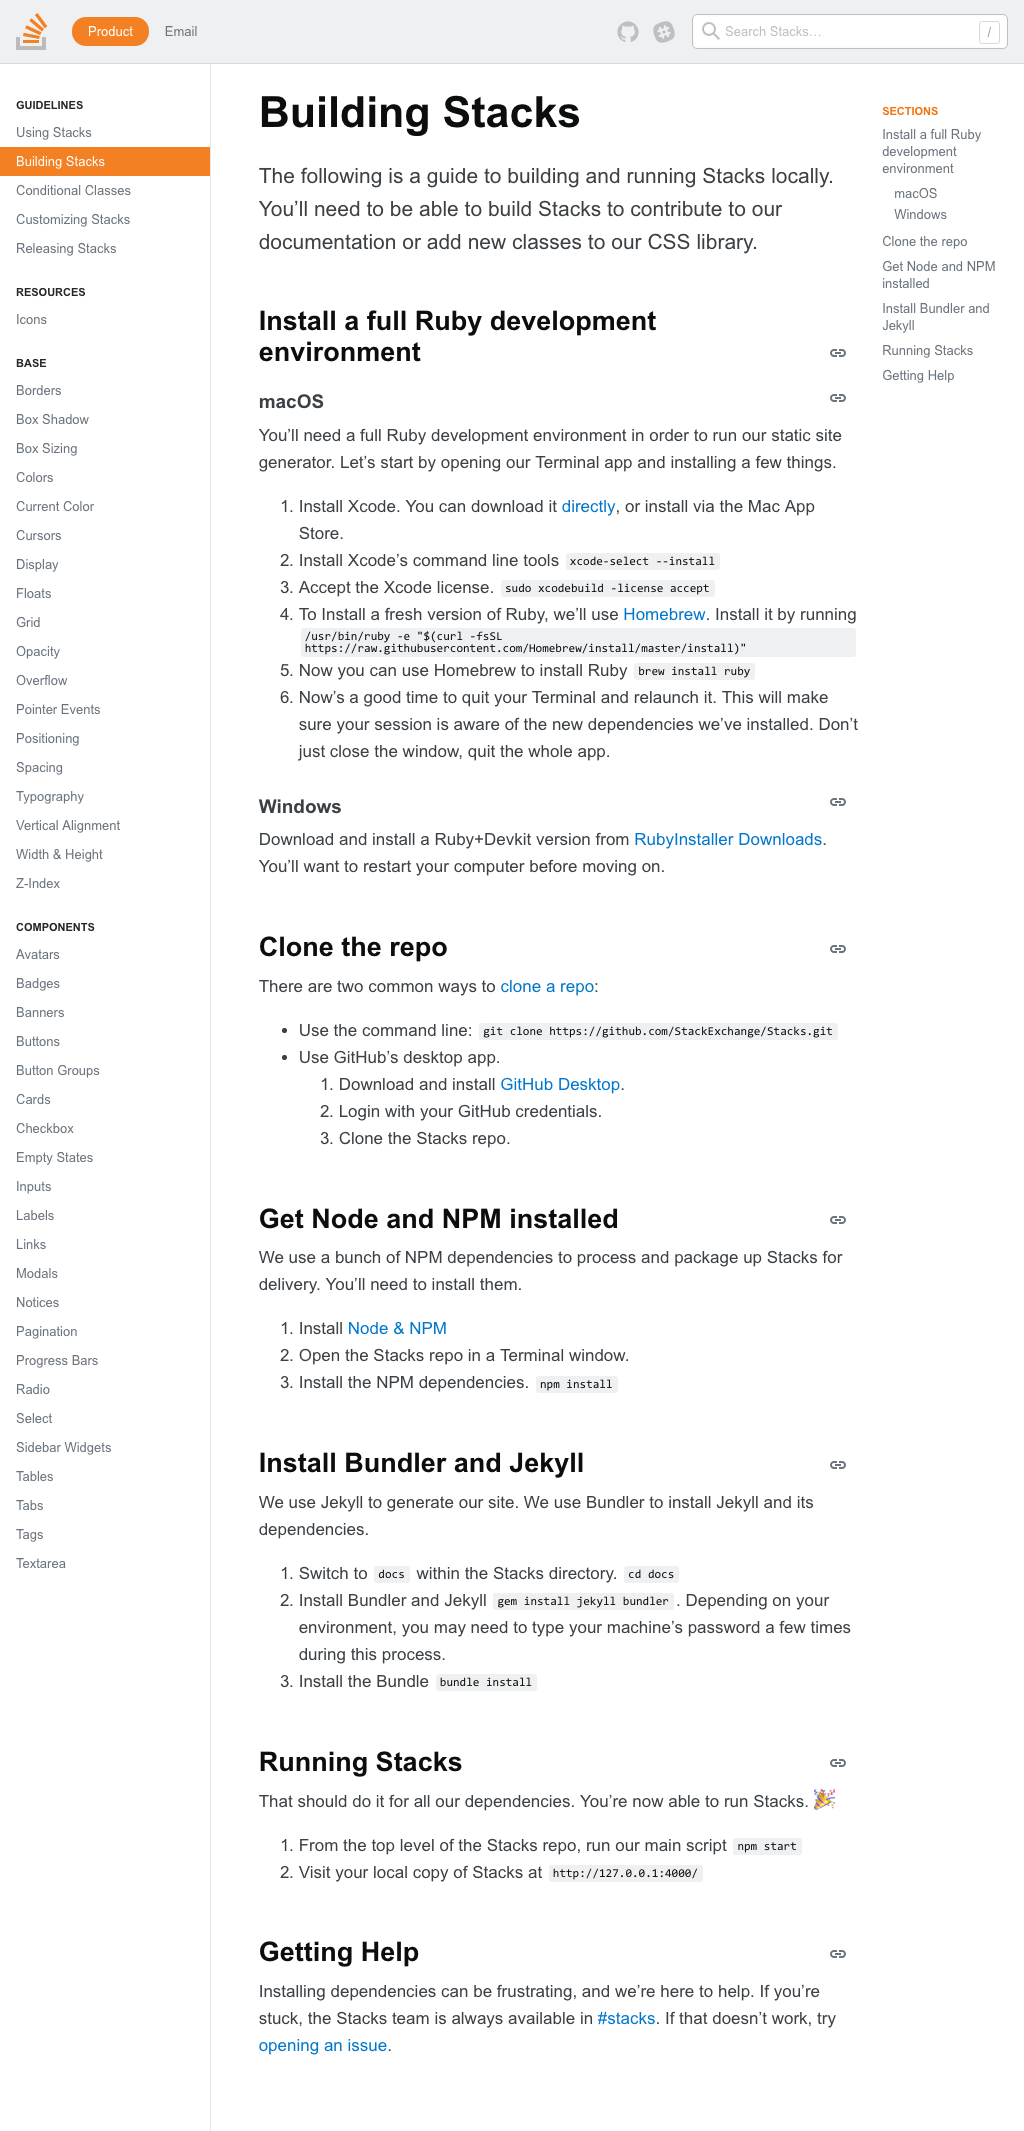 Product
Email
Search Stacks…
/
GUIDELINES
Using Stacks
Building Stacks
Conditional Classes
Customizing Stacks
Releasing Stacks
RESOURCES
Icons
BASE
Borders
Box Shadow
Box Sizing
Colors
Current Color
Cursors
Display
Floats
Grid
Opacity
Overflow
Pointer Events
Positioning
Spacing
Typography
Vertical Alignment
Width & Height
Z-Index
COMPONENTS
Avatars
Badges
Banners
Buttons
Button Groups
Cards
Checkbox
Empty States
Inputs
Labels
Links
Modals
Notices
Pagination
Progress Bars
Radio
Select
Sidebar Widgets
Tables
Tabs
Tags
Textarea
Building Stacks
The following is a guide to building and running Stacks locally.
You’ll need to be able to build Stacks to contribute to our
documentation or add new classes to our CSS library.
Install a full Ruby development
environment
macOS
You’ll need a full Ruby development environment in order to run our static site
generator. Let’s start by opening our Terminal app and installing a few things.
1. Install Xcode. You can download it directly, or install via the Mac App
Store.
2. Install Xcode’s command line tools xcode-select --install
3. Accept the Xcode license. sudo xcodebuild -license accept
4. To Install a fresh version of Ruby, we’ll use Homebrew. Install it by running
/usr/bin/ruby -e "$(curl -fsSL
https://raw.githubusercontent.com/Homebrew/install/master/install)"
5. Now you can use Homebrew to install Ruby brew install ruby
6. Now’s a good time to quit your Terminal and relaunch it. This will make
sure your session is aware of the new dependencies we’ve installed. Don’t
just close the window, quit the whole app.
Windows
Download and install a Ruby+Devkit version from RubyInstaller Downloads.
You’ll want to restart your computer before moving on.
Clone the repo
There are two common ways to clone a repo:
• Use the command line: git clone https://github.com/StackExchange/Stacks.git
• Use GitHub’s desktop app.
1. Download and install GitHub Desktop.
2. Login with your GitHub credentials.
3. Clone the Stacks repo.
Get Node and NPM installed
We use a bunch of NPM dependencies to process and package up Stacks for
delivery. You’ll need to install them.
1. Install Node & NPM
2. Open the Stacks repo in a Terminal window.
3. Install the NPM dependencies. npm install
Install Bundler and Jekyll
We use Jekyll to generate our site. We use Bundler to install Jekyll and its
dependencies.
1. Switch to docs within the Stacks directory. cd docs
2. Install Bundler and Jekyll gem install jekyll bundler. Depending on your
environment, you may need to type your machine’s password a few times
during this process.
3. Install the Bundle bundle install
Running Stacks
That should do it for all our dependencies. You’re now able to run Stacks. 🎉
1. From the top level of the Stacks repo, run our main script npm start
2. Visit your local copy of Stacks at http://127.0.0.1:4000/
Getting Help
Installing dependencies can be frustrating, and we’re here to help. If you’re
stuck, the Stacks team is always available in #stacks. If that doesn’t work, try
opening an issue.
SECTIONS
Install a full Ruby
development
environment
macOS
Windows
Clone the repo
Get Node and NPM
installed
Install Bundler and
Jekyll
Running Stacks
Getting Help